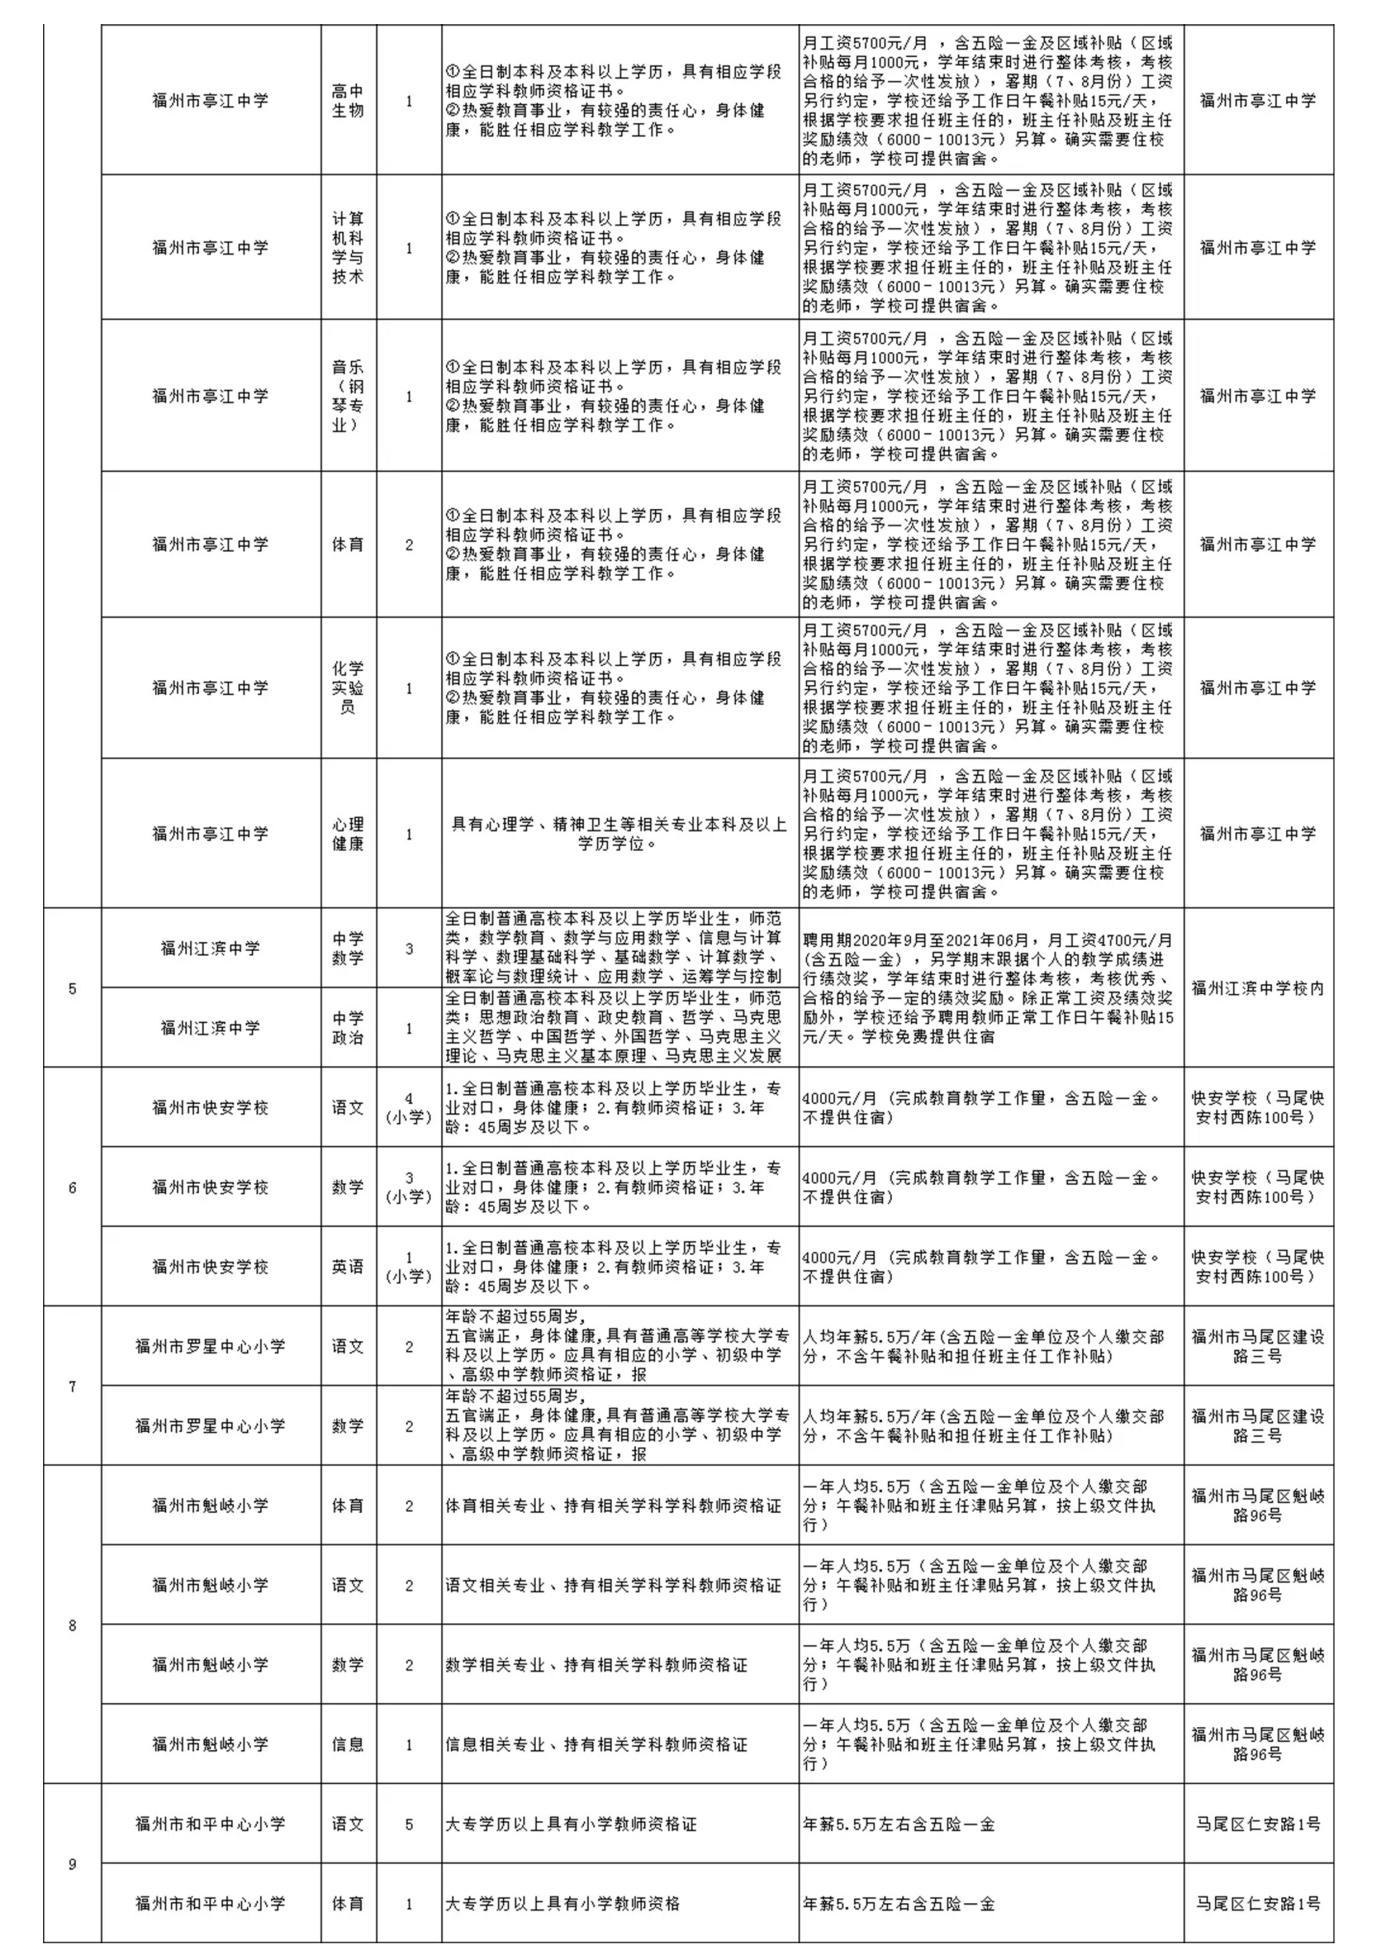 福州市亭江中学
高中
生物
1
①全日制本科及本科以上学历，具有相应学段
相应学科教师资格证书。
②热爱教育事业，有较强的责任心，身体健
康，能胜任相应学科教学工作。
月工资5700元/月 ，含五险一金及区域补贴（区域
补贴每月1000元，学年结束时进行整体考核，考核
合格的给予一次性发放），暑期（7、8月份）工资
另行约定，学校还给予工作日午餐补贴15元/天，
根据学校要求担任班主任的，班主任补贴及班主任
奖励绩效（6000－10013元）另算。确实需要住校
的老师，学校可提供宿舍。
福州市亭江中学
福州市亭江中学
计算
机科
学与
技术
1
①全日制本科及本科以上学历，具有相应学段
相应学科教师资格证书。
②热爱教育事业，有较强的责任心，身体健
康，能胜任相应学科教学工作。
月工资5700元/月 ，含五险一金及区域补贴（区域
补贴每月1000元，学年结束时进行整体考核，考核
合格的给予一次性发放），暑期（7、8月份）工资
另行约定，学校还给予工作日午餐补贴15元/天，
根据学校要求担任班主任的，班主任补贴及班主任
奖励绩效（6000－10013元）另算。确实需要住校
的老师，学校可提供宿舍。
福州市亭江中学
福州市亭江中学
音乐
（钢
琴专
业）
1
①全日制本科及本科以上学历，具有相应学段
相应学科教师资格证书。
②热爱教育事业，有较强的责任心，身体健
康，能胜任相应学科教学工作。
月工资5700元/月 ，含五险一金及区域补贴（区域
补贴每月1000元，学年结束时进行整体考核，考核
合格的给予一次性发放），暑期（7、8月份）工资
另行约定，学校还给予工作日午餐补贴15元/天，
根据学校要求担任班主任的，班主任补贴及班主任
奖励绩效（6000－10013元）另算。确实需要住校
的老师，学校可提供宿舍。
福州市亭江中学
福州市亭江中学
体育
2
①全日制本科及本科以上学历，具有相应学段
相应学科教师资格证书。
②热爱教育事业，有较强的责任心，身体健
康，能胜任相应学科教学工作。
月工资5700元/月 ，含五险一金及区域补贴（区域
补贴每月1000元，学年结束时进行整体考核，考核
合格的给予一次性发放），暑期（7、8月份）工资
另行约定，学校还给予工作日午餐补贴15元/天，
根据学校要求担任班主任的，班主任补贴及班主任
奖励绩效（6000－10013元）另算。确实需要住校
的老师，学校可提供宿舍。
福州市亭江中学
福州市亭江中学
化学
实验
员
1
①全日制本科及本科以上学历，具有相应学段
相应学科教师资格证书。
②热爱教育事业，有较强的责任心，身体健
康，能胜任相应学科教学工作。
月工资5700元/月 ，含五险一金及区域补贴（区域
补贴每月1000元，学年结束时进行整体考核，考核
合格的给予一次性发放），暑期（7、8月份）工资
另行约定，学校还给予工作日午餐补贴15元/天，
根据学校要求担任班主任的，班主任补贴及班主任
奖励绩效（6000－10013元）另算。确实需要住校
的老师，学校可提供宿舍。
福州市亭江中学
福州市亭江中学
心理
健康
1
具有心理学、精神卫生等相关专业本科及以上
学历学位。
月工资5700元/月 ，含五险一金及区域补贴（区域
补贴每月1000元，学年结束时进行整体考核，考核
合格的给予一次性发放），暑期（7、8月份）工资
另行约定，学校还给予工作日午餐补贴15元/天，
根据学校要求担任班主任的，班主任补贴及班主任
奖励绩效（6000－10013元）另算。确实需要住校
的老师，学校可提供宿舍。
福州市亭江中学
5
福州江滨中学
中学
数学
3
全日制普通高校本科及以上学历毕业生，师范
类，数学教育、数学与应用数学、信息与计算
科学、数理基础科学、基础数学、计算数学、
概率论与数理统计、应用数学、运筹学与控制
聘用期2020年9月至2021年06月，月工资4700元/月
(含五险一金) ，另学期末跟据个人的教学成绩进
行绩效奖，学年结束时进行整体考核，考核优秀、
合格的给予一定的绩效奖励。除正常工资及绩效奖
励外，学校还给予聘用教师正常工作日午餐补贴15
元/天。学校免费提供住宿
福州江滨中学校内
福州江滨中学
中学
政治
1
全日制普通高校本科及以上学历毕业生，师范
类；思想政治教育、政史教育、哲学、马克思
主义哲学、中国哲学、外国哲学、马克思主义
理论、马克思主义基本原理、马克思主义发展
6
福州市快安学校
语文
4
(小学)
1.全日制普通高校本科及以上学历毕业生，专
业对口，身体健康；2.有教师资格证；3.年
龄：45周岁及以下。
4000元/月（完成教育教学工作量，含五险一金。
不提供住宿）
快安学校（马尾快
安村西陈100号）
福州市快安学校
数学
3
(小学)
1.全日制普通高校本科及以上学历毕业生，专
业对口，身体健康；2.有教师资格证；3.年
龄：45周岁及以下。
4000元/月（完成教育教学工作量，含五险一金。
不提供住宿）
快安学校（马尾快
安村西陈100号）
福州市快安学校
英语
1
(小学)
1.全日制普通高校本科及以上学历毕业生，专
业对口，身体健康；2.有教师资格证；3.年
龄：45周岁及以下。
4000元/月（完成教育教学工作量，含五险一金。
不提供住宿）
快安学校（马尾快
安村西陈100号）
7
福州市罗星中心小学
语文
2
年龄不超过55周岁,
五官端正，身体健康,具有普通高等学校大学专
科及以上学历。应具有相应的小学、初级中学
、高级中学教师资格证，报
人均年薪5.5万/年(含五险一金单位及个人缴交部
分，不含午餐补贴和担任班主任工作补贴)
福州市马尾区建设
路三号
福州市罗星中心小学
数学
2
年龄不超过55周岁,
五官端正，身体健康,具有普通高等学校大学专
科及以上学历。应具有相应的小学、初级中学
、高级中学教师资格证，报
人均年薪5.5万/年(含五险一金单位及个人缴交部
分，不含午餐补贴和担任班主任工作补贴)
福州市马尾区建设
路三号
8
福州市魁岐小学
体育
2
体育相关专业、持有相关学科学科教师资格证
一年人均5.5万（含五险一金单位及个人缴交部
分；午餐补贴和班主任津贴另算，按上级文件执
行）
福州市马尾区魁岐
路96号
福州市魁岐小学
语文
2
语文相关专业、持有相关学科学科教师资格证
一年人均5.5万（含五险一金单位及个人缴交部
分；午餐补贴和班主任津贴另算，按上级文件执
行）
福州市马尾区魁岐
路96号
福州市魁岐小学
数学
2
数学相关专业、持有相关学科教师资格证
一年人均5.5万（含五险一金单位及个人缴交部
分；午餐补贴和班主任津贴另算，按上级文件执
行）
福州市马尾区魁岐
路96号
福州市魁岐小学
信息
1
信息相关专业、持有相关学科教师资格证
一年人均5.5万（含五险一金单位及个人缴交部
分；午餐补贴和班主任津贴另算，按上级文件执
行）
福州市马尾区魁岐
路96号
9
福州市和平中心小学
语文
5
大专学历以上具有小学教师资格证
年薪5.5万左右含五险一金
马尾区仁安路1号
福州市和平中心小学
体育
1
大专学历以上具有小学教师资格
年薪5.5万左右含五险一金
马尾区仁安路1号